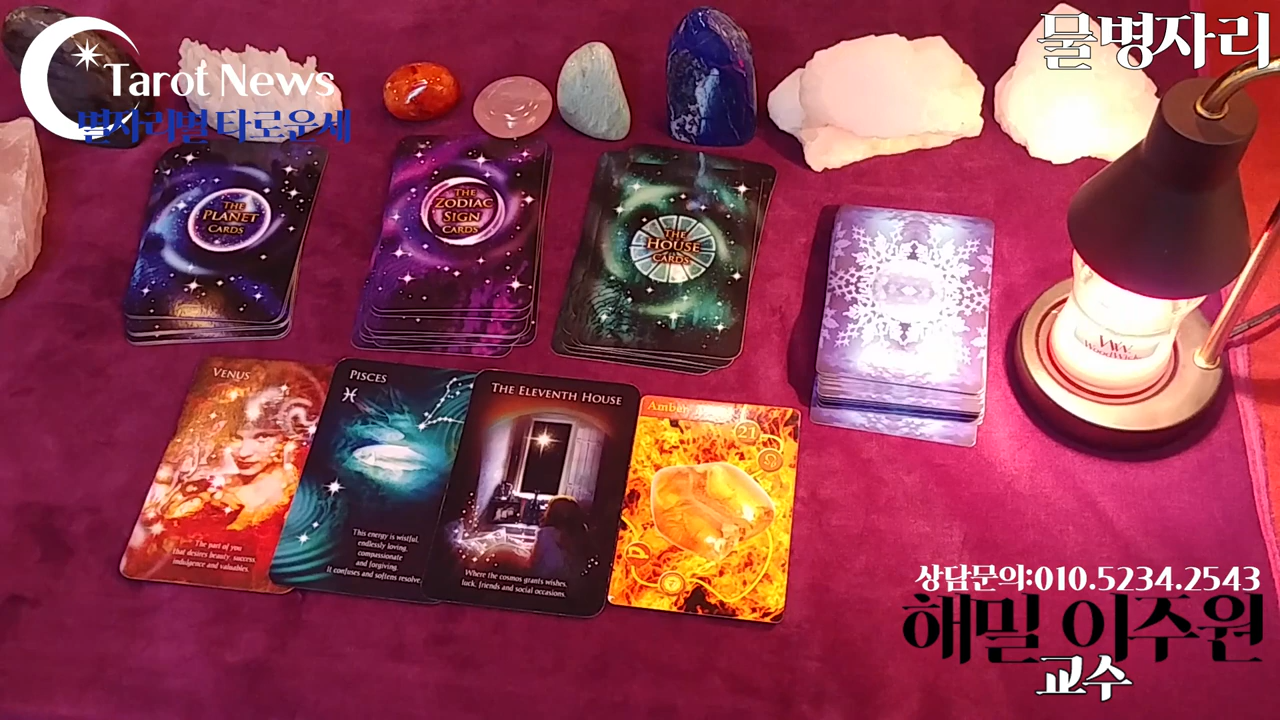 Tarot News
별자리별 타로운세
물병자리
THE
PLANET
CARDS
THE
ZODIAC
SIGN
CARDS
THE
HOUSE
CARDS
WW
WoodWick
VENUS
The part of you
that desires beauty, success,
indulgence and valuables.
PISCES
This energy is wistful,
endlessly loving,
compassionate
and forgiving.
It confuses and softens resolve.
THE ELEVENTH HOUSE
Where the cosmos grants wishes,
luck, friends and social occasions.
Amber
21
상담문의:010.5234.2543
해밀 이주원
교수